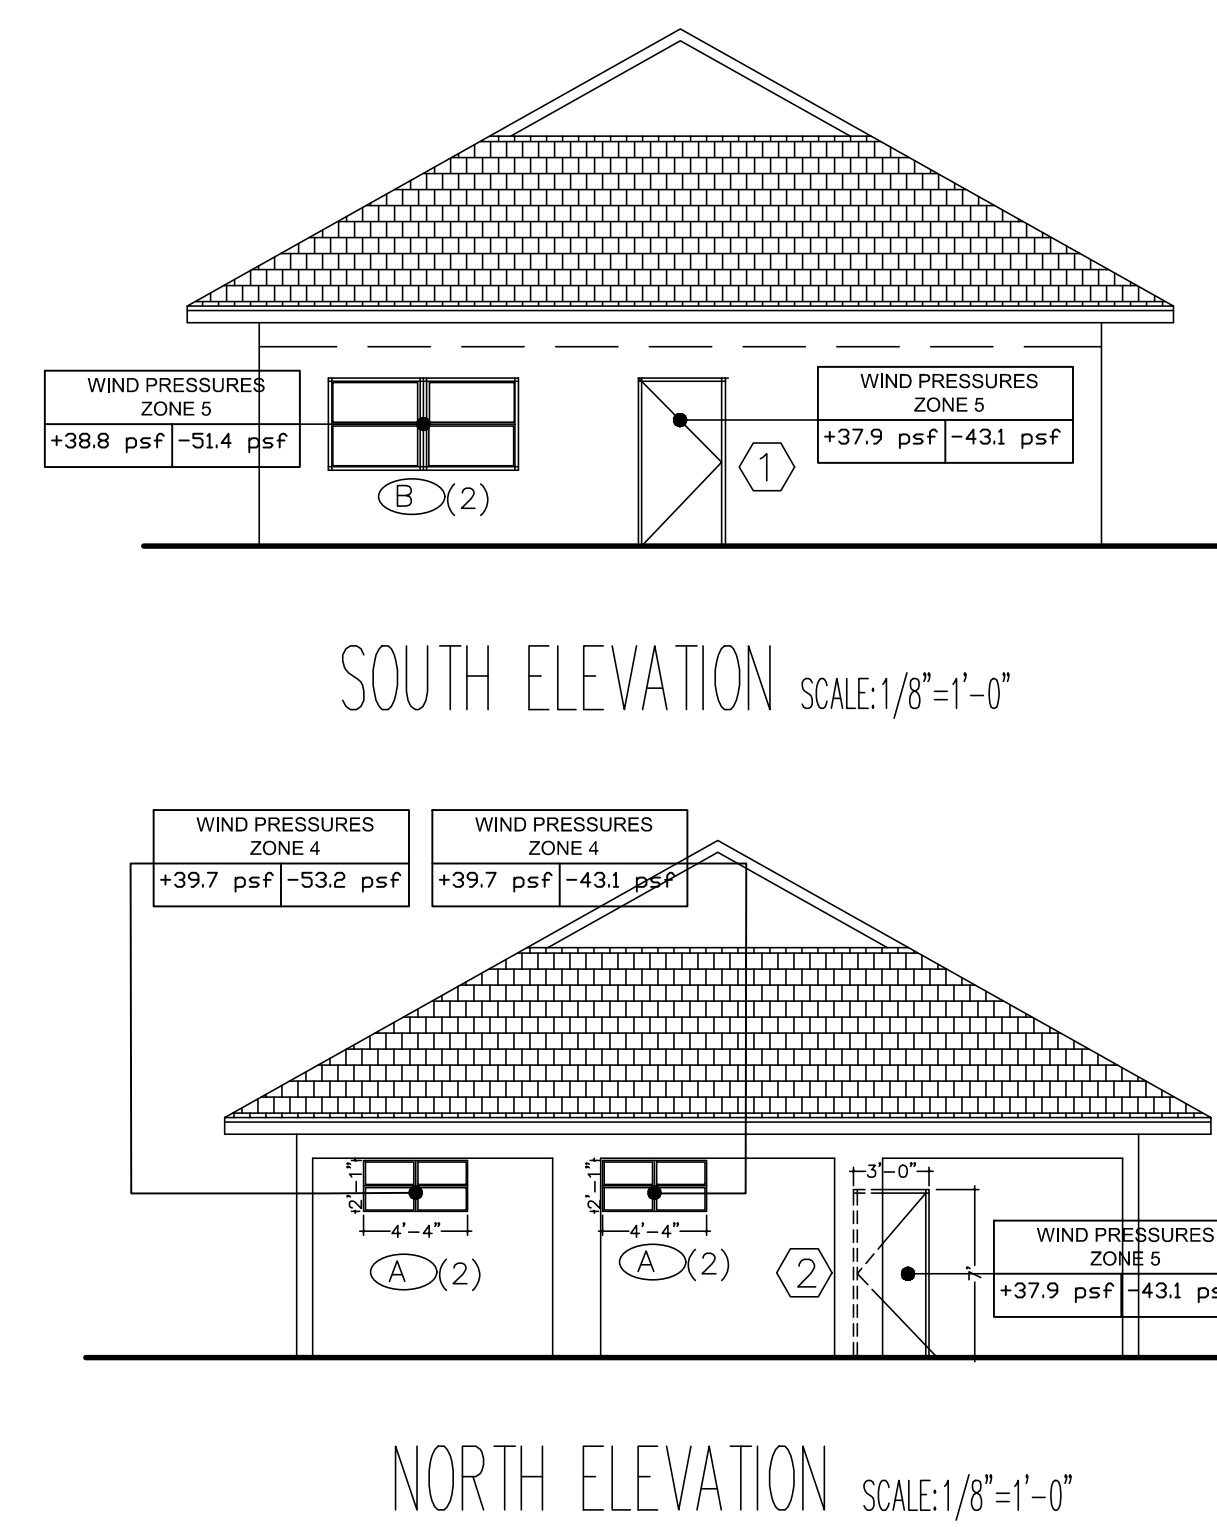 WIND PRESSURES
ZONE 5
+38.8 psf -51.4 psf
WIND PRESSURES
ZONE 5
+37.9 psf -43.1 psf
1
B (2)
SOUTH ELEVATION SCALE:1/8"=1'-0"
WIND PRESSURES
ZONE 4
+39.7 psf -53.2 psf
WIND PRESSURES
ZONE 4
+39.7 psf -43.1 psf
2'-1"
4'-4"
A (2)
2'-1"
4'-4"
A (2)
3'-0"
2
7'
WIND PRESSURES
ZONE 5
+37.9 psf -43.1 ps
NORTH ELEVATION SCALE:1/8"=1'-0"